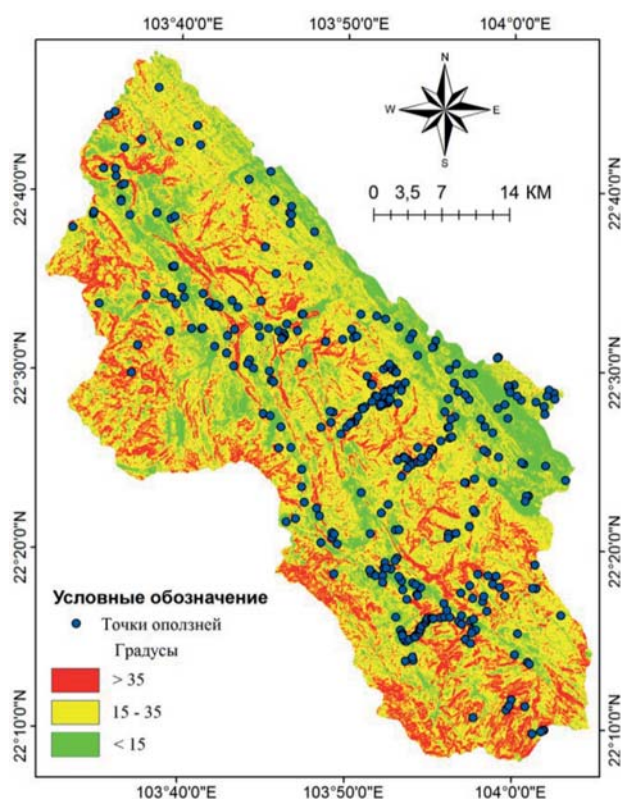 103°40'0"E 103°50'0"E 104°0'0"E
N
W E
S
22°40'0"N 22°40'0"N
0 3,5 7 14 КМ
22°30'0"N 22°30'0"N
22°20'0"N 22°20'0"N
Условные обозначение
Точки оползней
Градусы
> 35
15 - 35
< 15
22°10'0"N 22°10'0"N
103°40'0"E 103°50'0"E 104°0'0"E